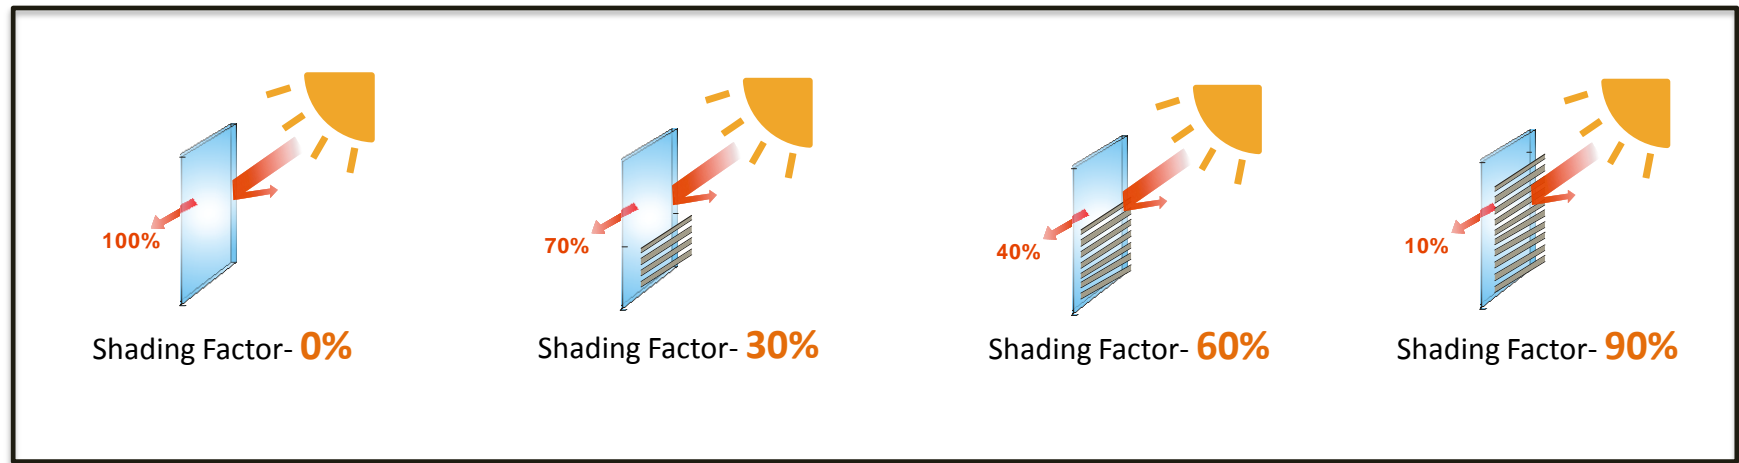 100%
70%
40%
10%
Shading Factor- 0%
Shading Factor- 30%
Shading Factor- 60%
Shading Factor- 90%